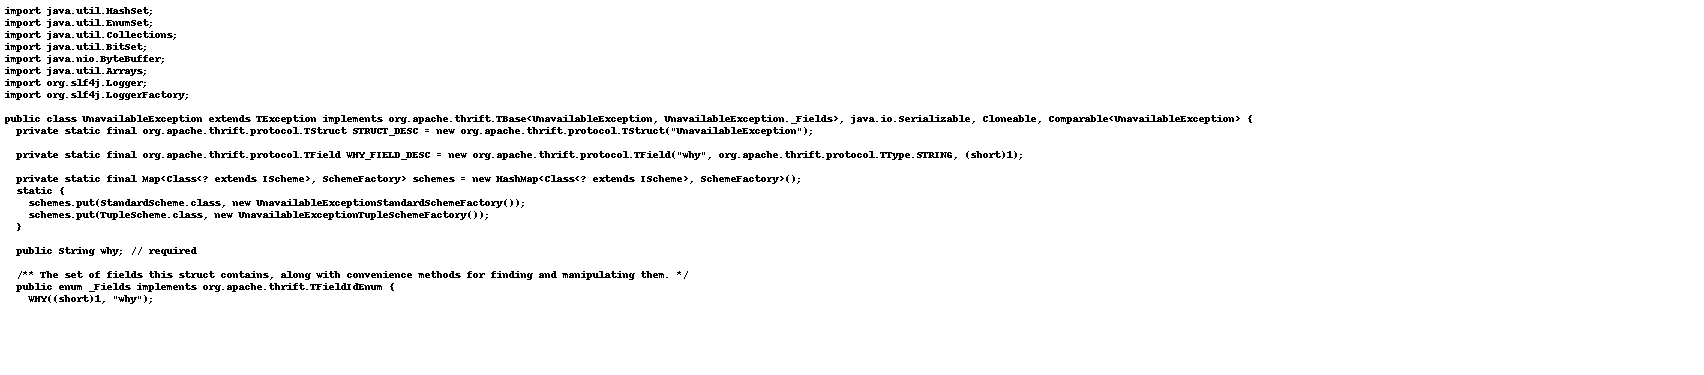 import java.util.HashSet;
import java.util.EnumSet;
import java.util.Collections;
import java.util.BitSet;
import java.nio.ByteBuffer;
import java.util.Arrays;
import org.slf4j.Logger;
import org.slf4j.LoggerFactory;
public class UnavailableException extends TException implements org.apache.thrift.TBase<UnavailableException, UnavailableException._Fields>, java.io.Serializable, Cloneable, Comparable<UnavailableException> {
  private static final org.apache.thrift.protocol.TStruct STRUCT_DESC = new org.apache.thrift.protocol.TStruct("UnavailableException");
  private static final org.apache.thrift.protocol.TField WHY_FIELD_DESC = new org.apache.thrift.protocol.TField("why", org.apache.thrift.protocol.TType.STRING, (short)1);
  private static final Map<Class<? extends IScheme>, SchemeFactory> schemes = new HashMap<Class<? extends IScheme>, SchemeFactory>();
  static {
    schemes.put(StandardScheme.class, new UnavailableExceptionStandardSchemeFactory());
    schemes.put(TupleScheme.class, new UnavailableExceptionTupleSchemeFactory());
  }
  public String why; // required
  /** The set of fields this struct contains, along with convenience methods for finding and manipulating them. */
  public enum _Fields implements org.apache.thrift.TFieldIdEnum {
    WHY((short)1, "why");